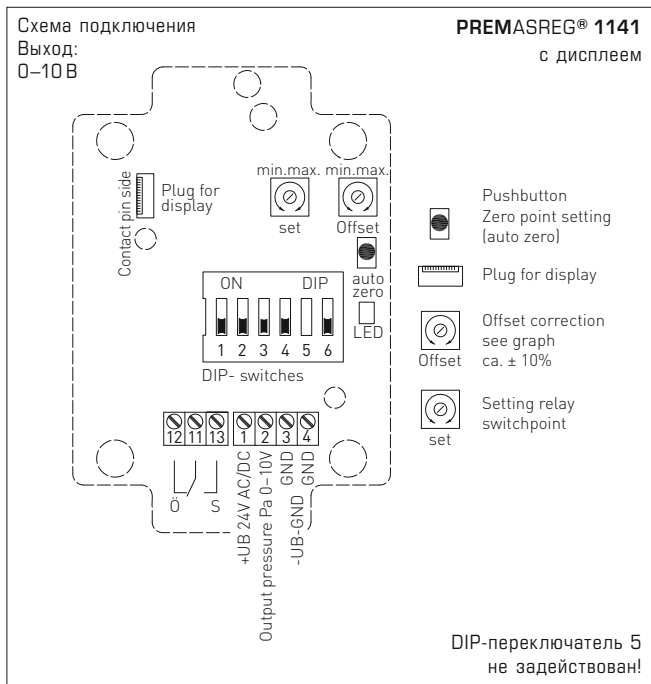 Схема подключения
Выход:
0–10 В
PREMASREG® 1141
с дисплеем
Contact pin side
Plug for
display
min.max.
set
min.max.
Offset
auto
zero
LED
ON DIP
1 2 3 4 5 6
DIP- switches
12 11 13 1 2 3 4
Ö S
+UB 24V AC/DC
Output pressure Pa 0–10V
GND
-UB-GND
GND
Pushbutton
Zero point setting
(auto zero)
Plug for display
Offset
Offset correction
see graph
ca. ± 10%
set
Setting relay
switchpoint
DIP-переключатель 5
не задействован!